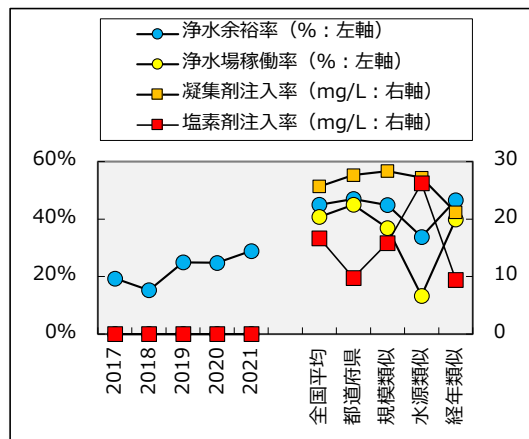 浄水余裕率（%：左軸）
浄水場稼働率（%：左軸）
凝集剤注入率（mg/L：右軸）
塩素剤注入率（mg/L：右軸）
60%
40%
20%
0%
30
20
10
0
2017
2018
2019
2020
2021
全国平均
都道府県
規模類似
水源類似
経年類似